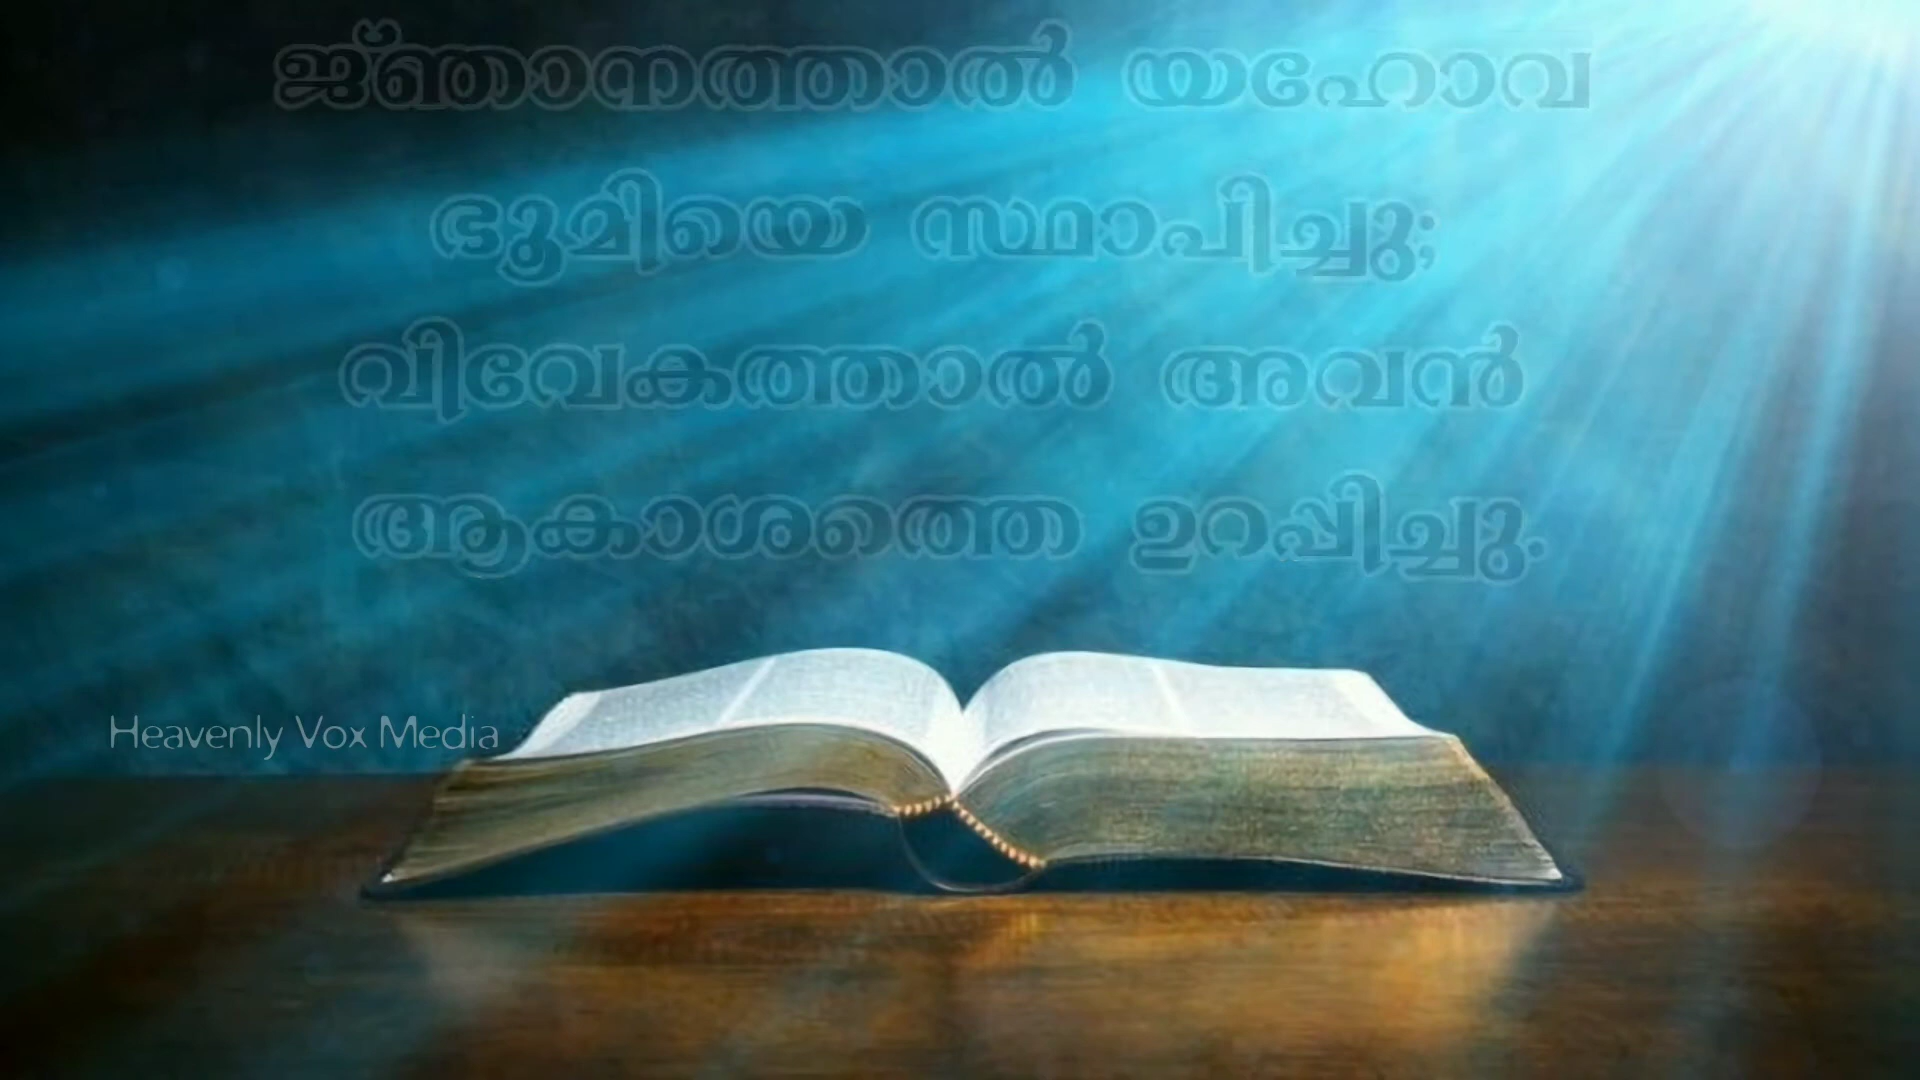 ജ്ഞാനത്താൽ യഹോവ
ഭൂമിയെ സ്ഥാപിച്ചു;
വിവേകത്താൽ അവൻ
ആകാശത്തെ ഉറപ്പിച്ചു.
Heavenly Vox Media